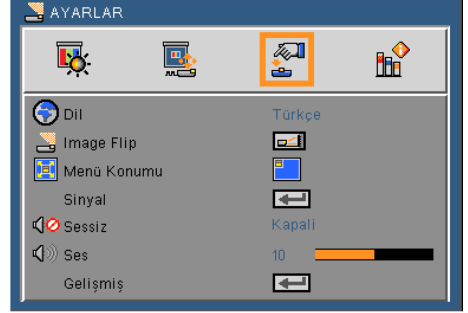 AYARLAR
Dil Türkçe
Image Flip
Menü Konumu
Sinyal
Sessiz Kapali
Ses 10
Gelişmiş